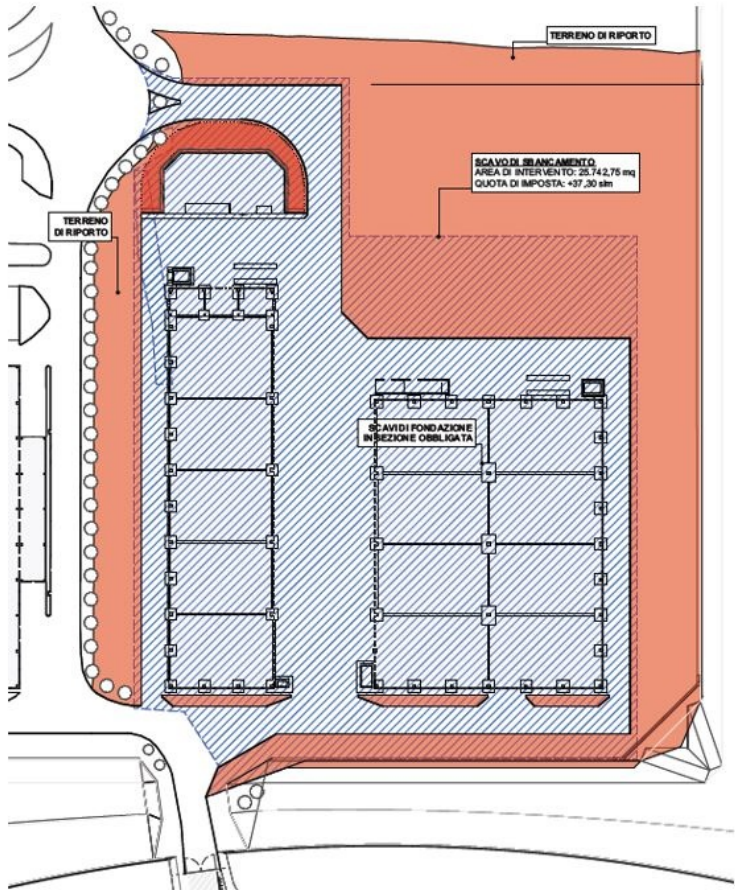 TERRENO DI RIPORTO
SCAVO DI SBANCAMENTO
AREA DI INTERVENTO: 25.742,75 mq
QUOTA DI IMPOSTA: +37,30 slm
TERRENO
DI RIPORTO
SCAVI DI FONDAZIONE
IN SEZIONE OBBLIGATA